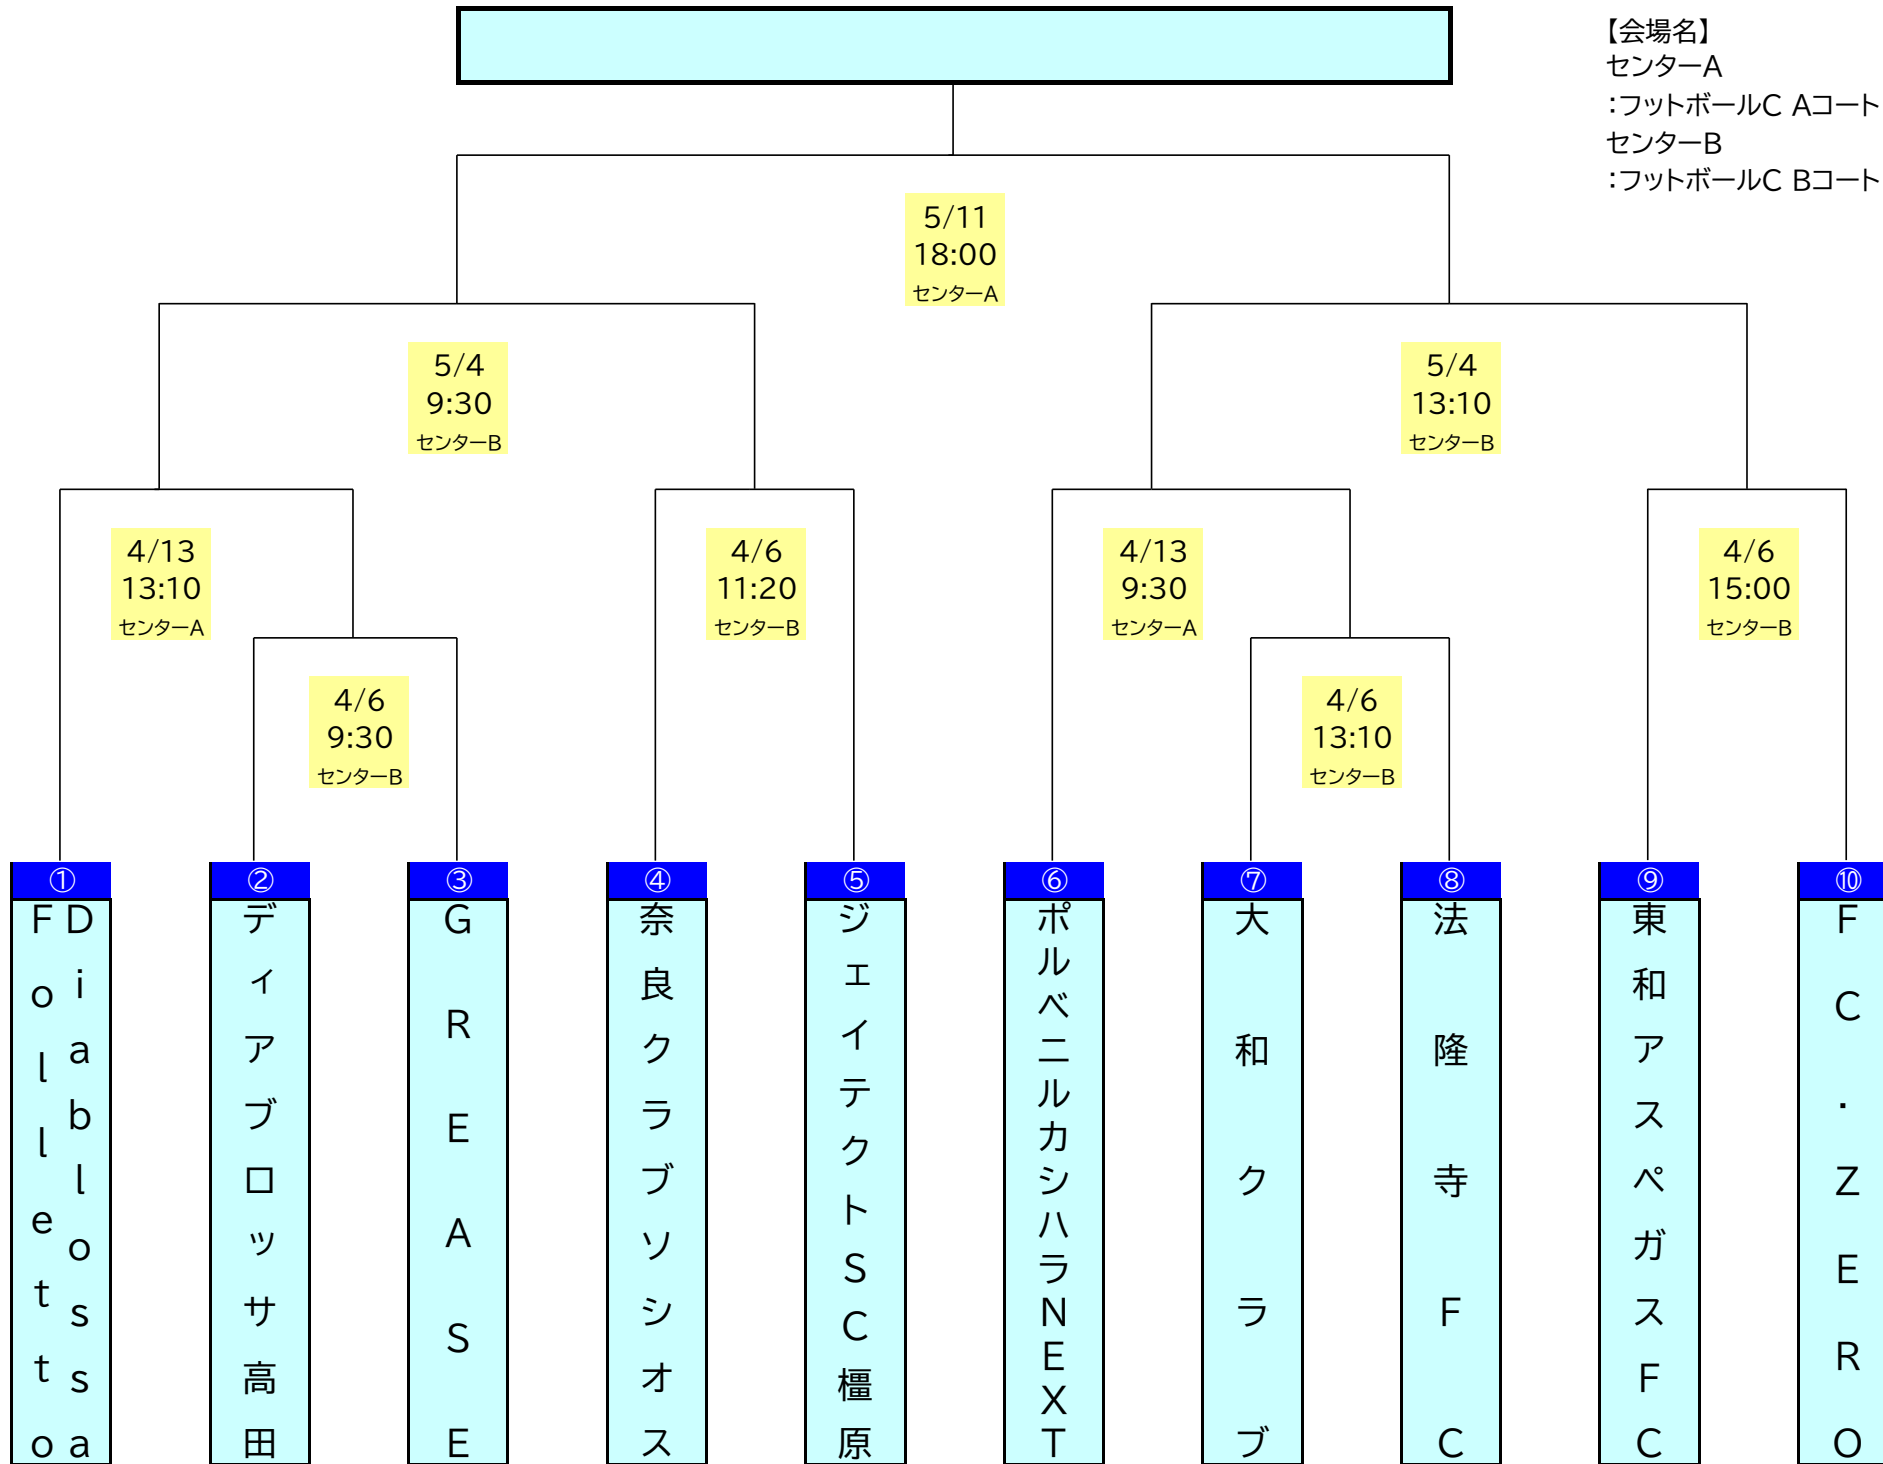 【会場名】
センターA
：フットボールC Aコート
センターB
：フットボールC Bコート
5/11
18:00
センターA
5/4
9:30
センターB
5/4
13:10
センターB
4/13
13:10
センターA
4/6
11:20
センターB
4/13
9:30
センターA
4/6
15:00
センターB
4/6
9:30
センターB
4/6
13:10
センターB
①
Diablossa
Folletto
②
ディアブロッサ高田
③
GREASE
④
奈良クラブソシオス
⑤
ジェイテクトSC橿原
⑥
ポルベニルカシハラNEXT
⑦
大和クラブ
⑧
法隆寺FC
⑨
東和アスペガスFC
⑩
FC.ZERO